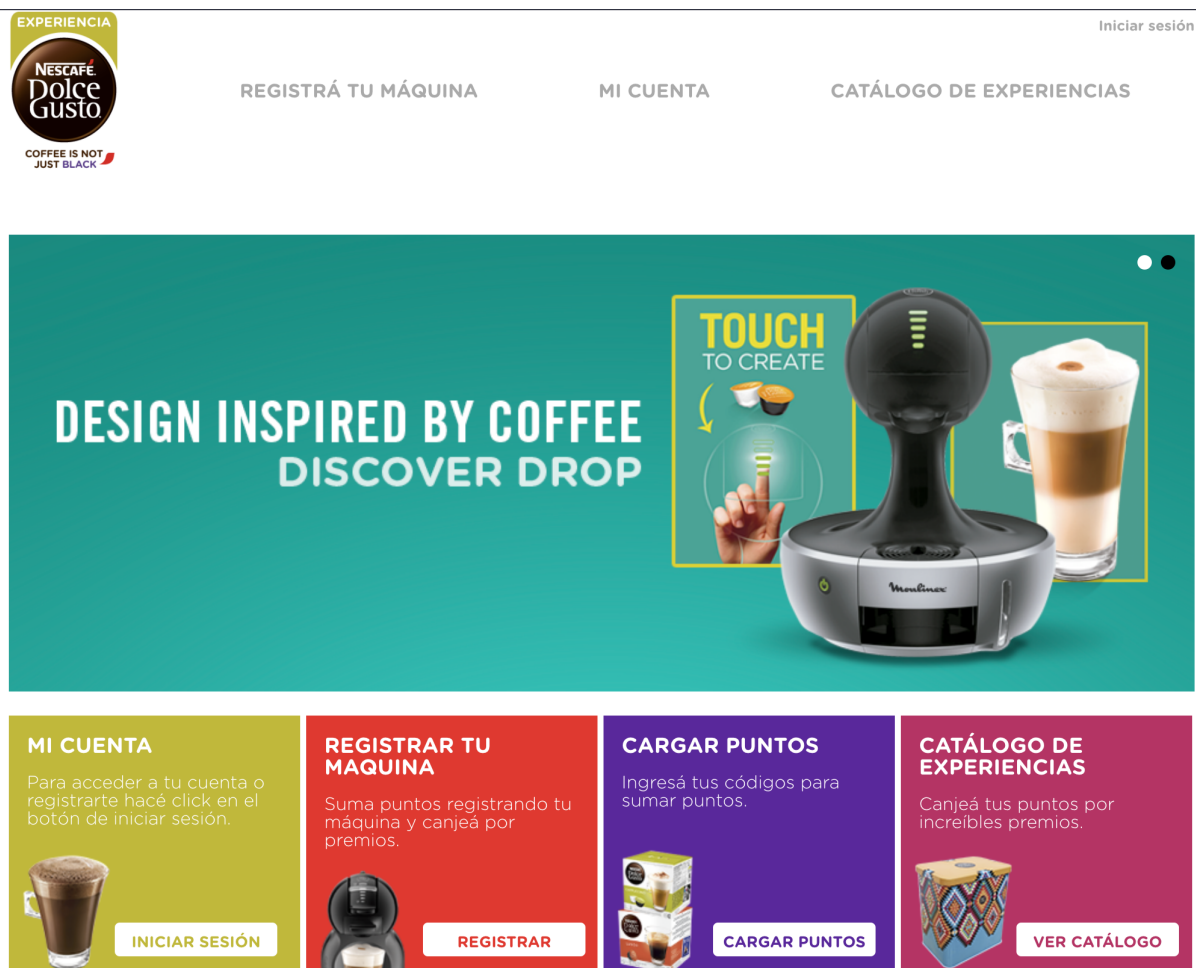 EXPERIENCIA
NESCAFÉ.
Dolce
Gusto
COFFEE IS NOT
JUST BLACK
Iniciar sesión
REGISTRÁ TU MÁQUINA
MI CUENTA
CATÁLOGO DE EXPERIENCIAS
DESIGN INSPIRED BY COFFEE
DISCOVER DROP
TOUCH
TO CREATE
Moulinex
MI CUENTA
Para acceder a tu cuenta o
registrarte hacé click en el
botón de iniciar sesión.
INICIAR SESIÓN
REGISTRAR TU
MAQUINA
Suma puntos registrando tu
máquina y canjeá por
premios.
REGISTRAR
CARGAR PUNTOS
Ingresá tus códigos para
sumar puntos.
CARGAR PUNTOS
CATÁLOGO DE
EXPERIENCIAS
Canjeá tus puntos por
increíbles premios.
VER CATÁLOGO